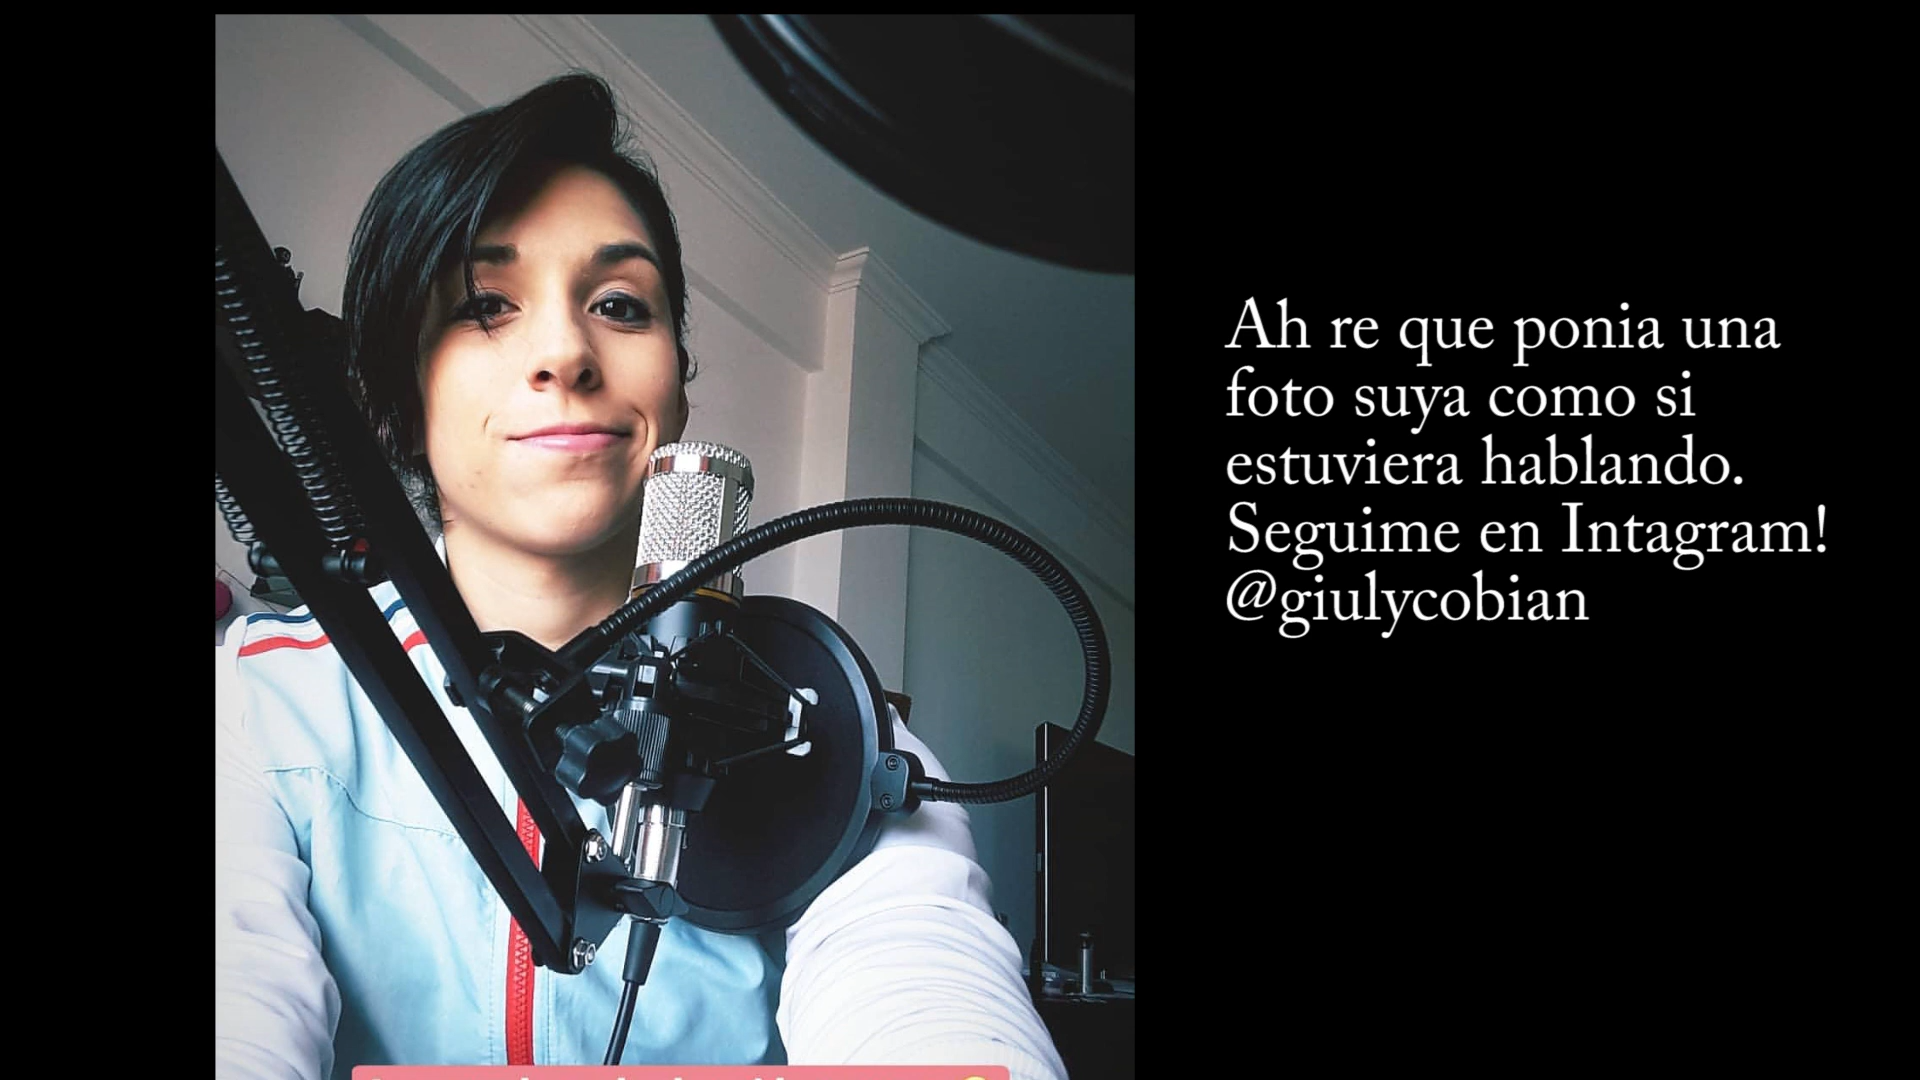 Ah re que ponia una
foto suya como si
estuviera hablando.
Seguime en Intagram!
@giulycobian